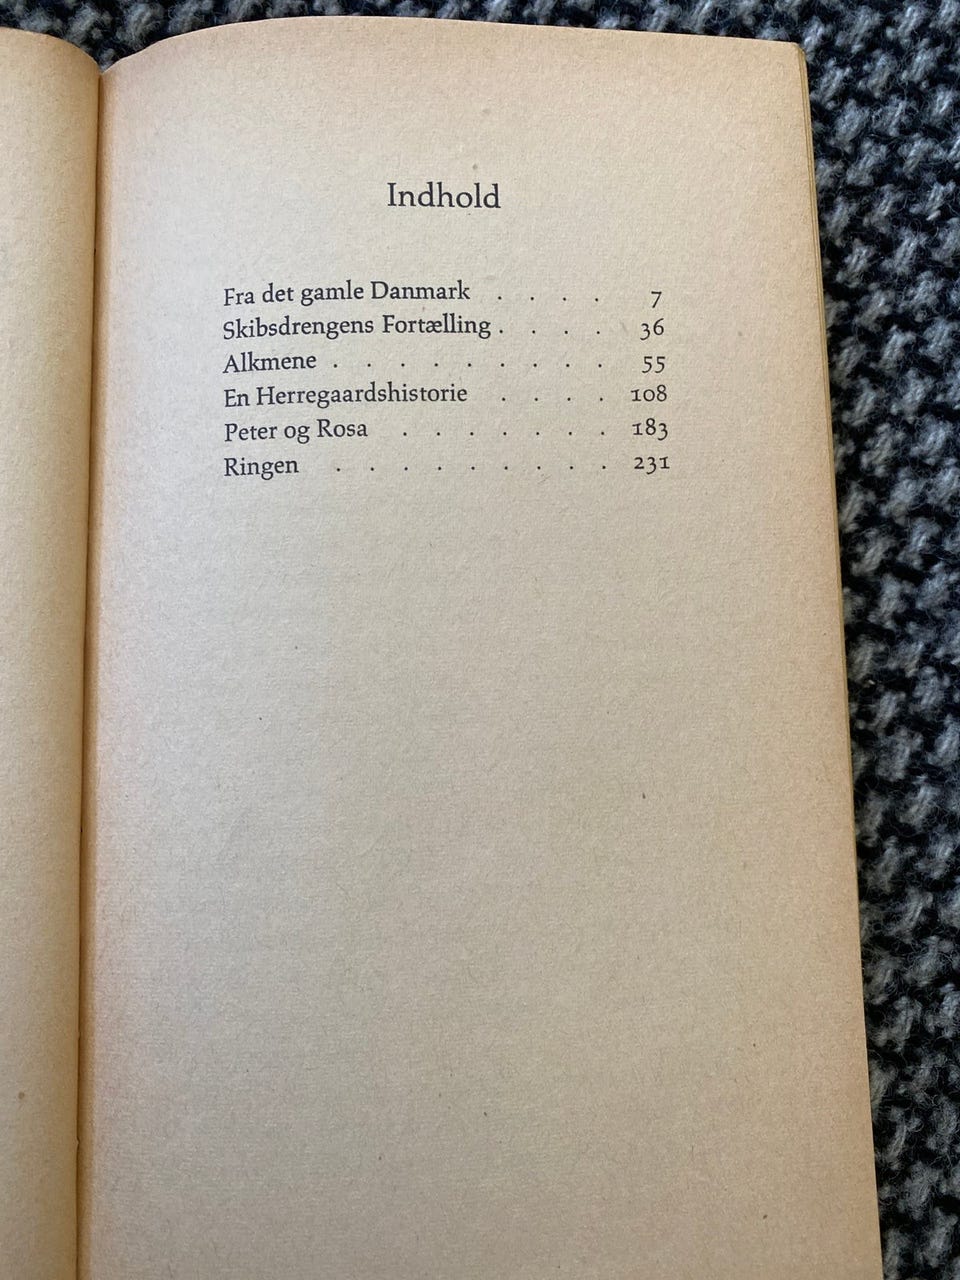 Indhold
Fra det gamle Danmark . . . . 7
Skibsdrengens Fortælling . . . . 36
Alkmene . . . . . . . . . 55
En Herregaardshistorie . . . . 108
Peter og Rosa . . . . . . . 183
Ringen . . . . . . . . . 231